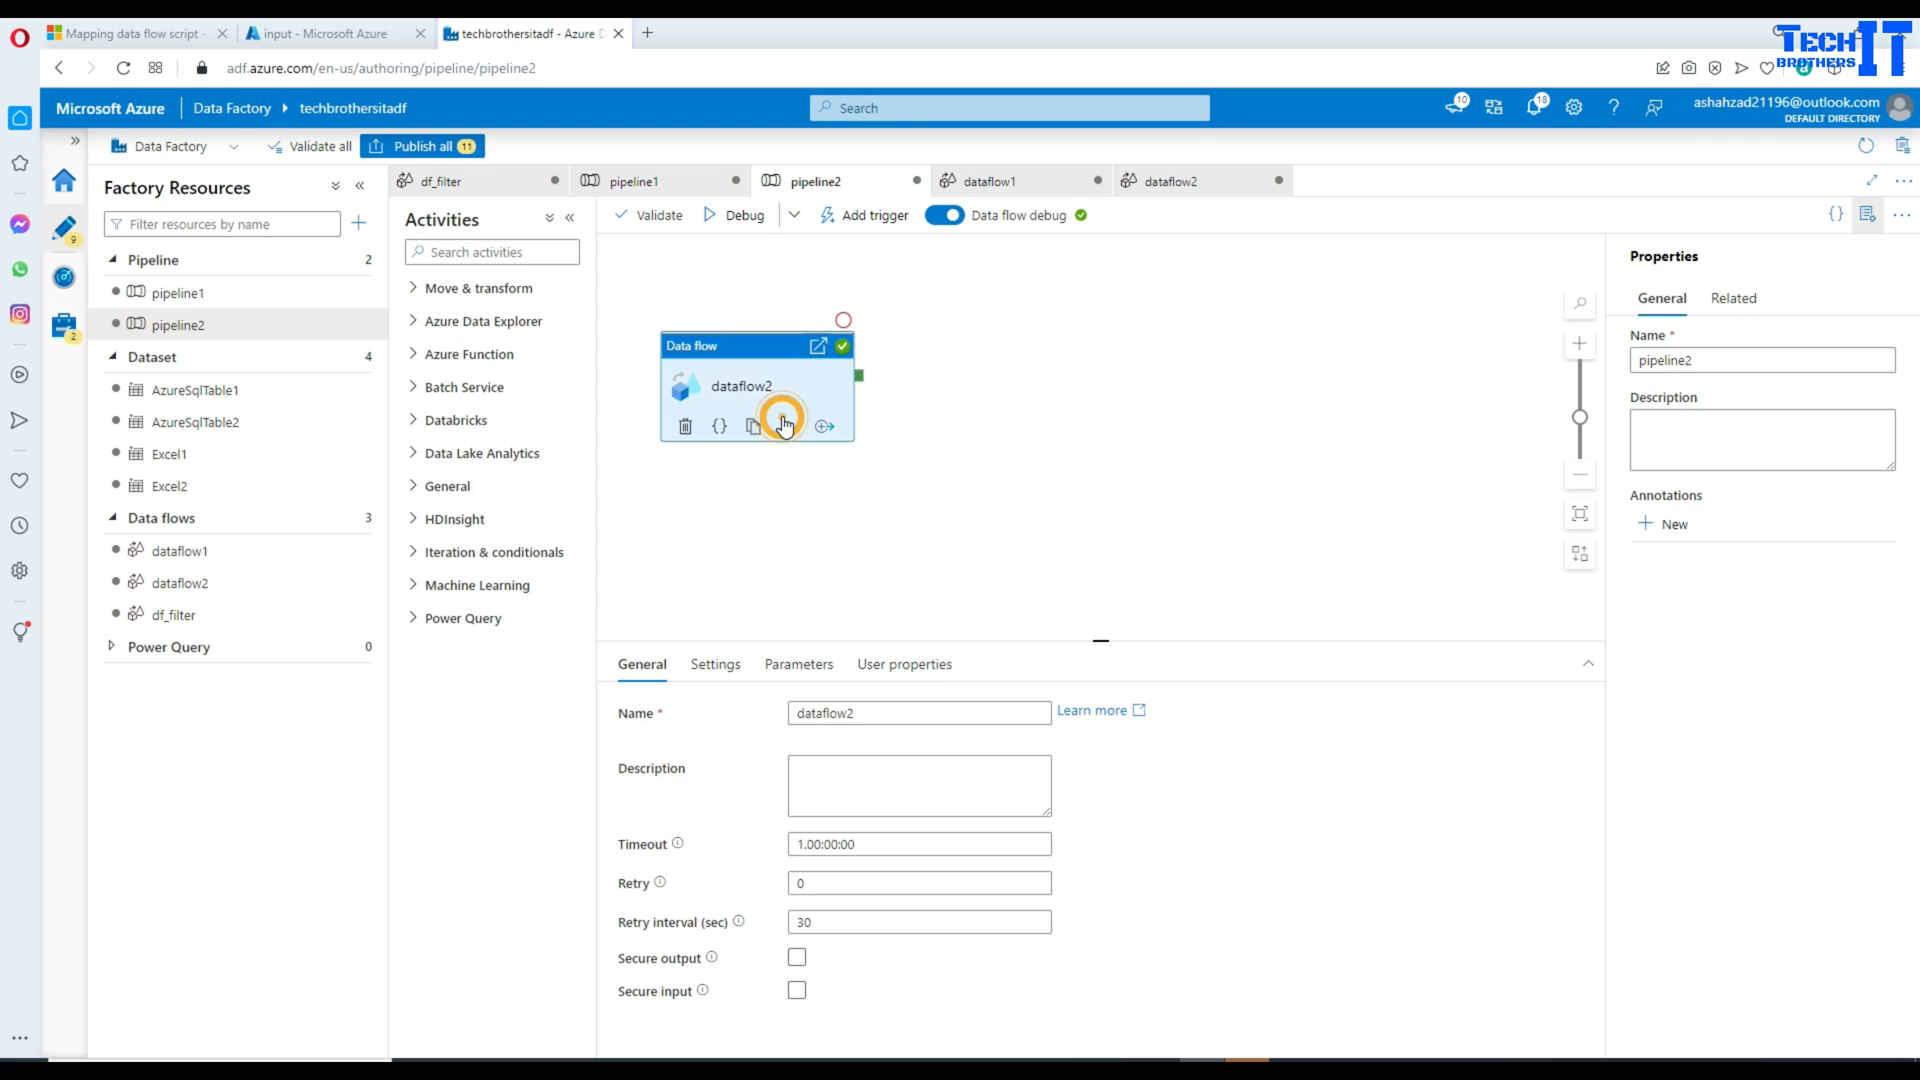 Mapping data flow script -
input - Microsoft Azure
techbrothersitadf - Azure D
adf.azure.com/en-us/authoring/pipeline/pipeline2
TECH IT
BROTHERS
Microsoft Azure
Data Factory
techbrothersitadf
Search
10
18
ashahzad21196@outlook.com
DEFAULT DIRECTORY
Data Factory
Validate all
Publish all 11
Factory Resources
df_filter
pipeline1
pipeline2
dataflow1
dataflow2
Filter resources by name
9
2
Pipeline 2
pipeline1
pipeline2
Dataset 4
AzureSqlTable1
AzureSqlTable2
Excel1
Excel2
Data flows 3
dataflow1
dataflow2
df_filter
Power Query 0
Activities
Search activities
Move & transform
Azure Data Explorer
Azure Function
Batch Service
Databricks
Data Lake Analytics
General
HDInsight
Iteration & conditionals
Machine Learning
Power Query
Validate
Debug
Add trigger
Data flow debug
{}
Data flow
dataflow2
{}
General
Settings
Parameters
User properties
Name *
dataflow2
Learn more
Description
Timeout
1.00:00:00
Retry
0
Retry interval (sec)
30
Secure output
Secure input
Properties
General
Related
Name *
pipeline2
Description
Annotations
New